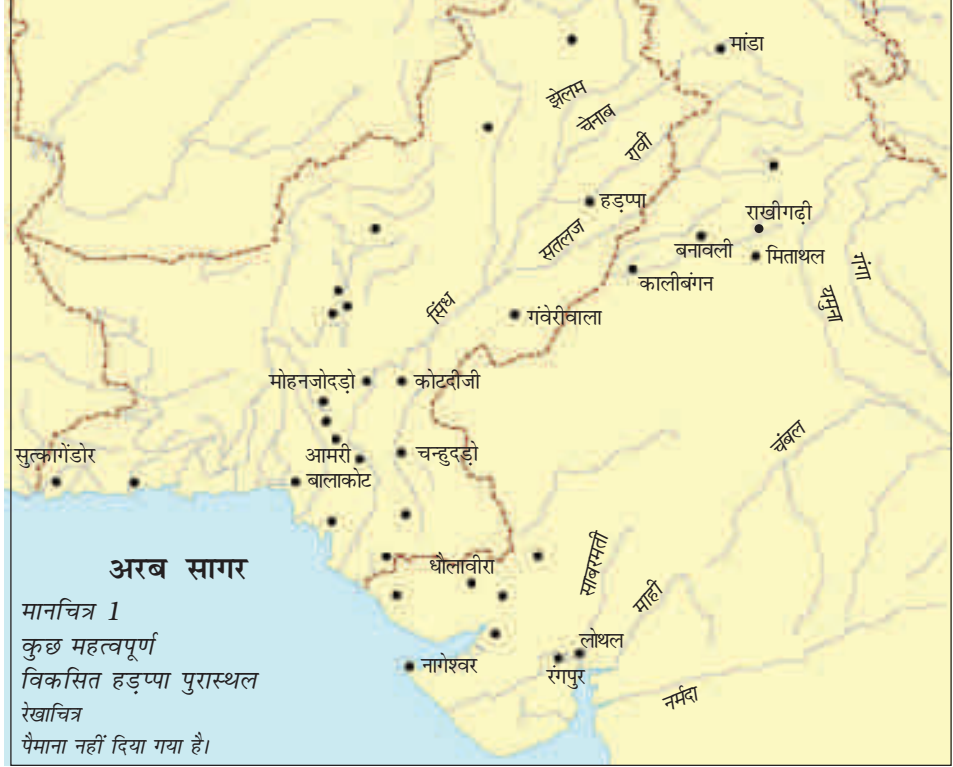 मांडा
झेलम
चेनाब
रावी
हड़प्पा
राखीगढ़ी
सतलज
बनावली
मिताथल
गंगा
कालीबंगन
यमुना
सिंध
गंवेरीवाला
मोहनजोदड़ो
कोटदीजी
चंबल
सुत्कागेंडोर
आमरी
चन्हुदड़ो
बालाकोट
अरब सागर
धौलावीरा
साबरमती
माही
मानचित्र 1
कुछ महत्वपूर्ण
विकसित हड़प्पा पुरास्थल
रेखाचित्र
पैमाना नहीं दिया गया है।
लोथल
नागेश्वर
रंगपुर
नर्मदा